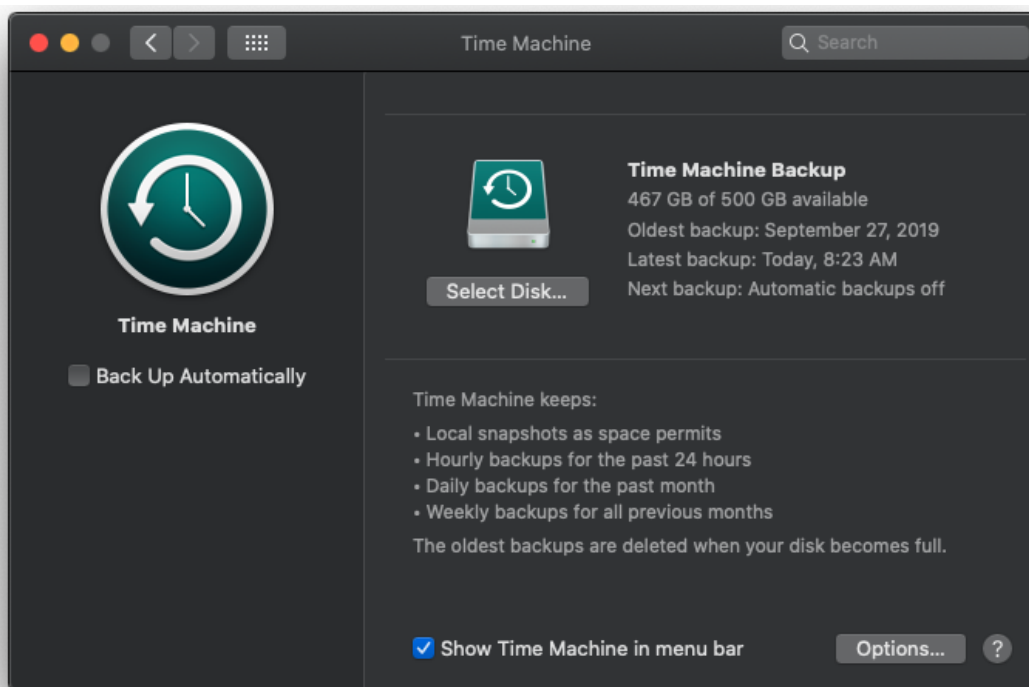 Time Machine
Search
Time Machine
Back Up Automatically
Time Machine Backup
467 GB of 500 GB available
Oldest backup: September 27, 2019
Latest backup: Today, 8:23 AM
Next backup: Automatic backups off
Select Disk...
Time Machine keeps:
• Local snapshots as space permits
• Hourly backups for the past 24 hours
• Daily backups for the past month
• Weekly backups for all previous months
The oldest backups are deleted when your disk becomes full.
Show Time Machine in menu bar
Options...
?